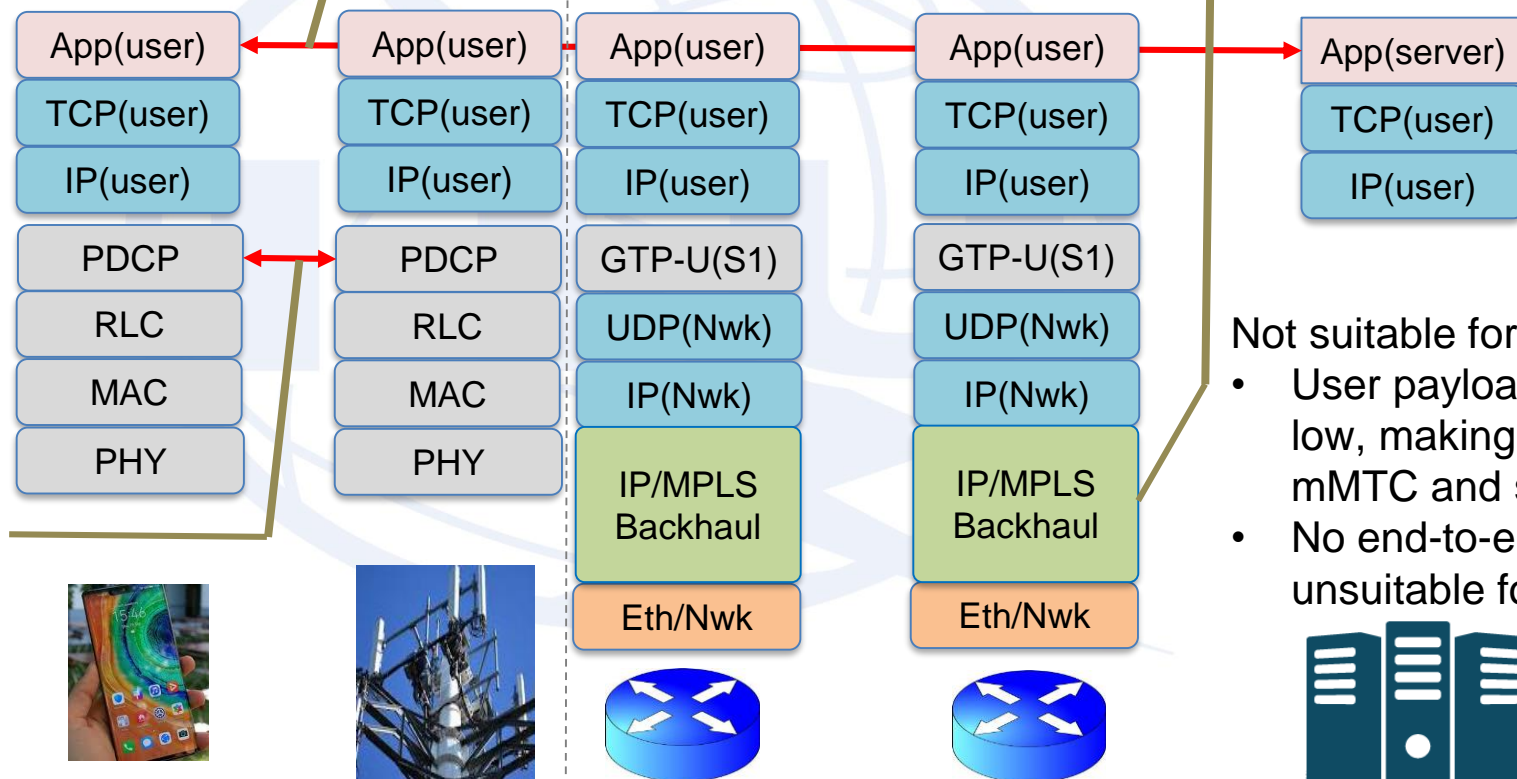 App(user)
TCP(user)
IP(user)
PDCP
RLC
MAC
PHY
App(user)
TCP(user)
IP(user)
PDCP
RLC
MAC
PHY
App(user)
TCP(user)
IP(user)
GTP-U(S1)
UDP(Nwk)
IP(Nwk)
IP/MPLS
Backhaul
Eth/Nwk
App(user)
TCP(user)
IP(user)
GTP-U(S1)
UDP(Nwk)
IP(Nwk)
IP/MPLS
Backhaul
Eth/Nwk
App(server)
TCP(user)
IP(user)
Not suitable for
• User payloa
low, making
mMTC and s
• No end-to-e
unsuitable fo
15:46